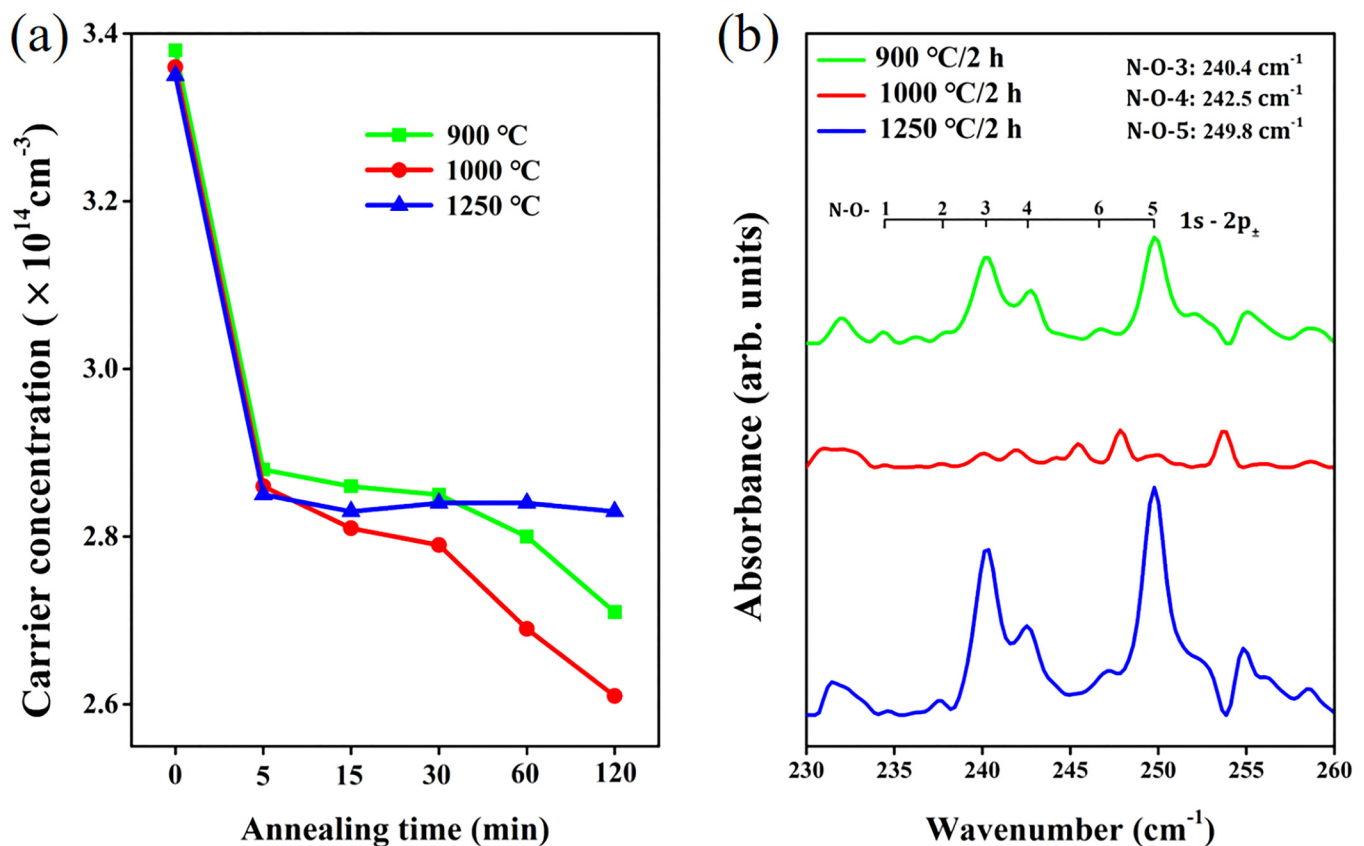 (a)
3.4
3.2
3.0
2.8
2.6
Carrier concentration ( × 10¹⁴ cm⁻³)
900 °C
1000 °C
1250 °C
0 5 15 30 60 120
Annealing time (min)
(b)
900 °C/2 h
1000 °C/2 h
1250 °C/2 h
N-O-3: 240.4 cm⁻¹
N-O-4: 242.5 cm⁻¹
N-O-5: 249.8 cm⁻¹
N-O- 1 2 3 4 6 5 1s - 2p±
Absorbance (arb. units)
230 235 240 245 250 255 260
Wavenumber (cm⁻¹)